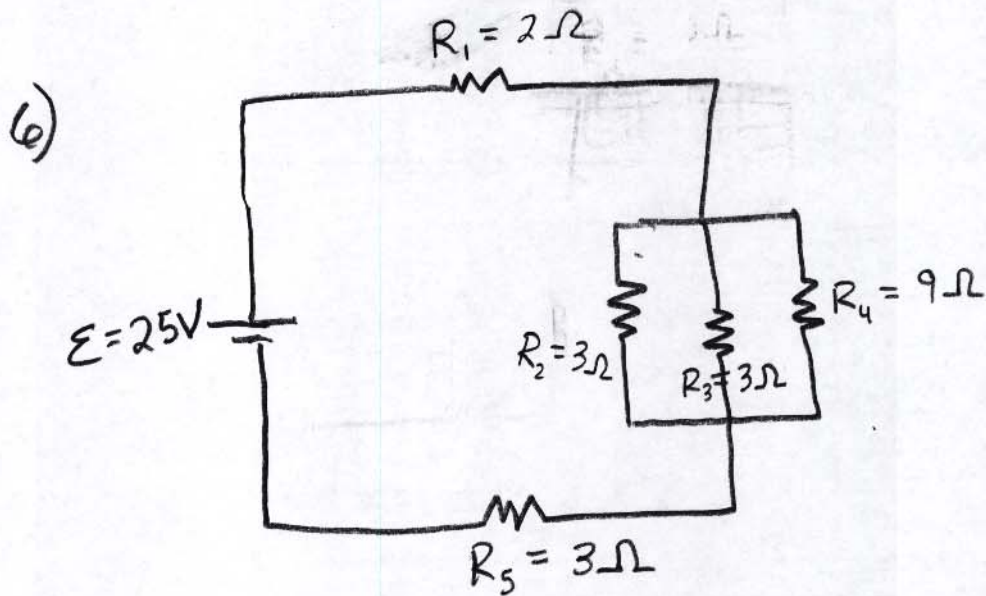 R₁ = 2Ω
6)
R₄ = 9Ω
ε = 25V
R₂ = 3Ω
R₃ = 3Ω
R₅ = 3Ω